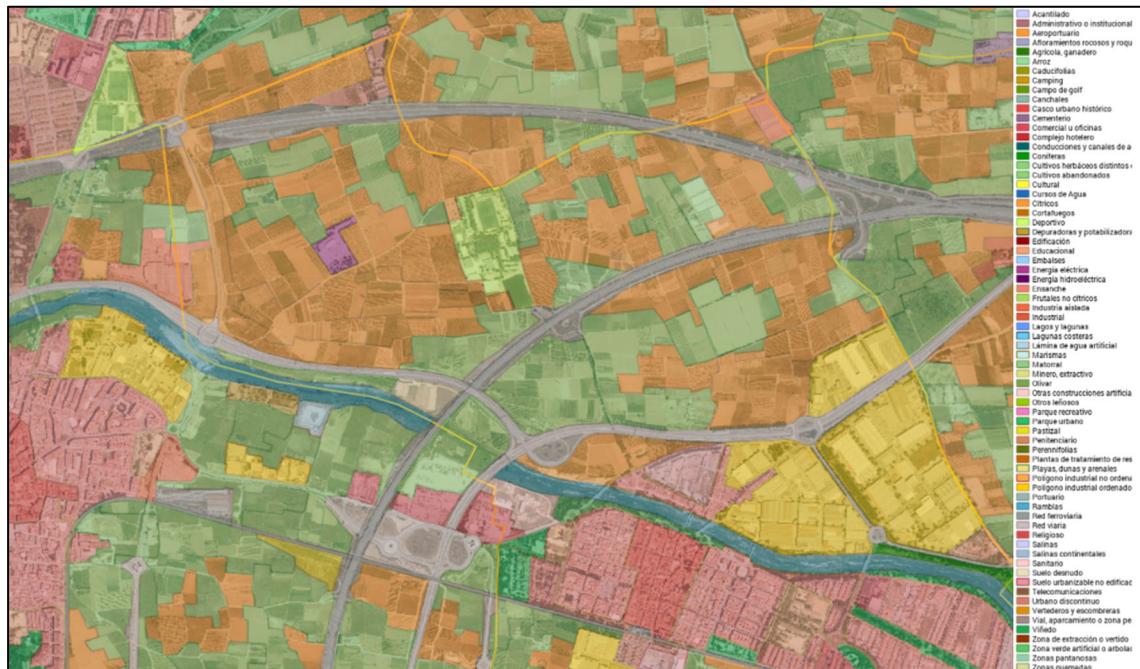 Acantilado
Administrativo o institucional
Aeroportuario
Afloramientos rocosos y roqu
Agrícola, ganadero
Arroz
Caducifolias
Camping
Campo de golf
Canchales
Casco urbano histórico
Cementerio
Comercial u oficinas
Complejo hotelero
Conducciones y canales de a
Coníferas
Cultivos herbáceos distintos
Cultivos abandonados
Cultural
Cursos de Agua
Cítricos
Cortafuegos
Deportivo
Depuradoras y potabilizadora
Edificación
Educacional
Embalses
Energía eléctrica
Energía hidroeléctrica
Ensanche
Frutales no cítricos
Industria aislada
Industrial
Lagos y lagunas
Lagunas costeras
Lámina de agua artificial
Marismas
Matorral
Minero, extractivo
Olivar
Otras construcciones artificia
Otros leñosos
Parque recreativo
Parque urbano
Pastizal
Penitenciario
Perennifolias
Plantas de tratamiento de res
Playas, dunas y arenales
Polígono industrial no ordena
Polígono industrial ordenado
Portuario
Ramblas
Red ferroviaria
Red viaria
Religioso
Salinas
Salinas continentales
Sanitario
Suelo desnudo
Suelo urbanizable no edificad
Telecomunicaciones
Urbano discontinuo
Vertederos y escombreras
Vial, aparcamiento o zona pe
Viñedo
Zona de extracción o vertido
Zona verde artificial o arbolad
Zonas pantanosas
Zonas quemadas